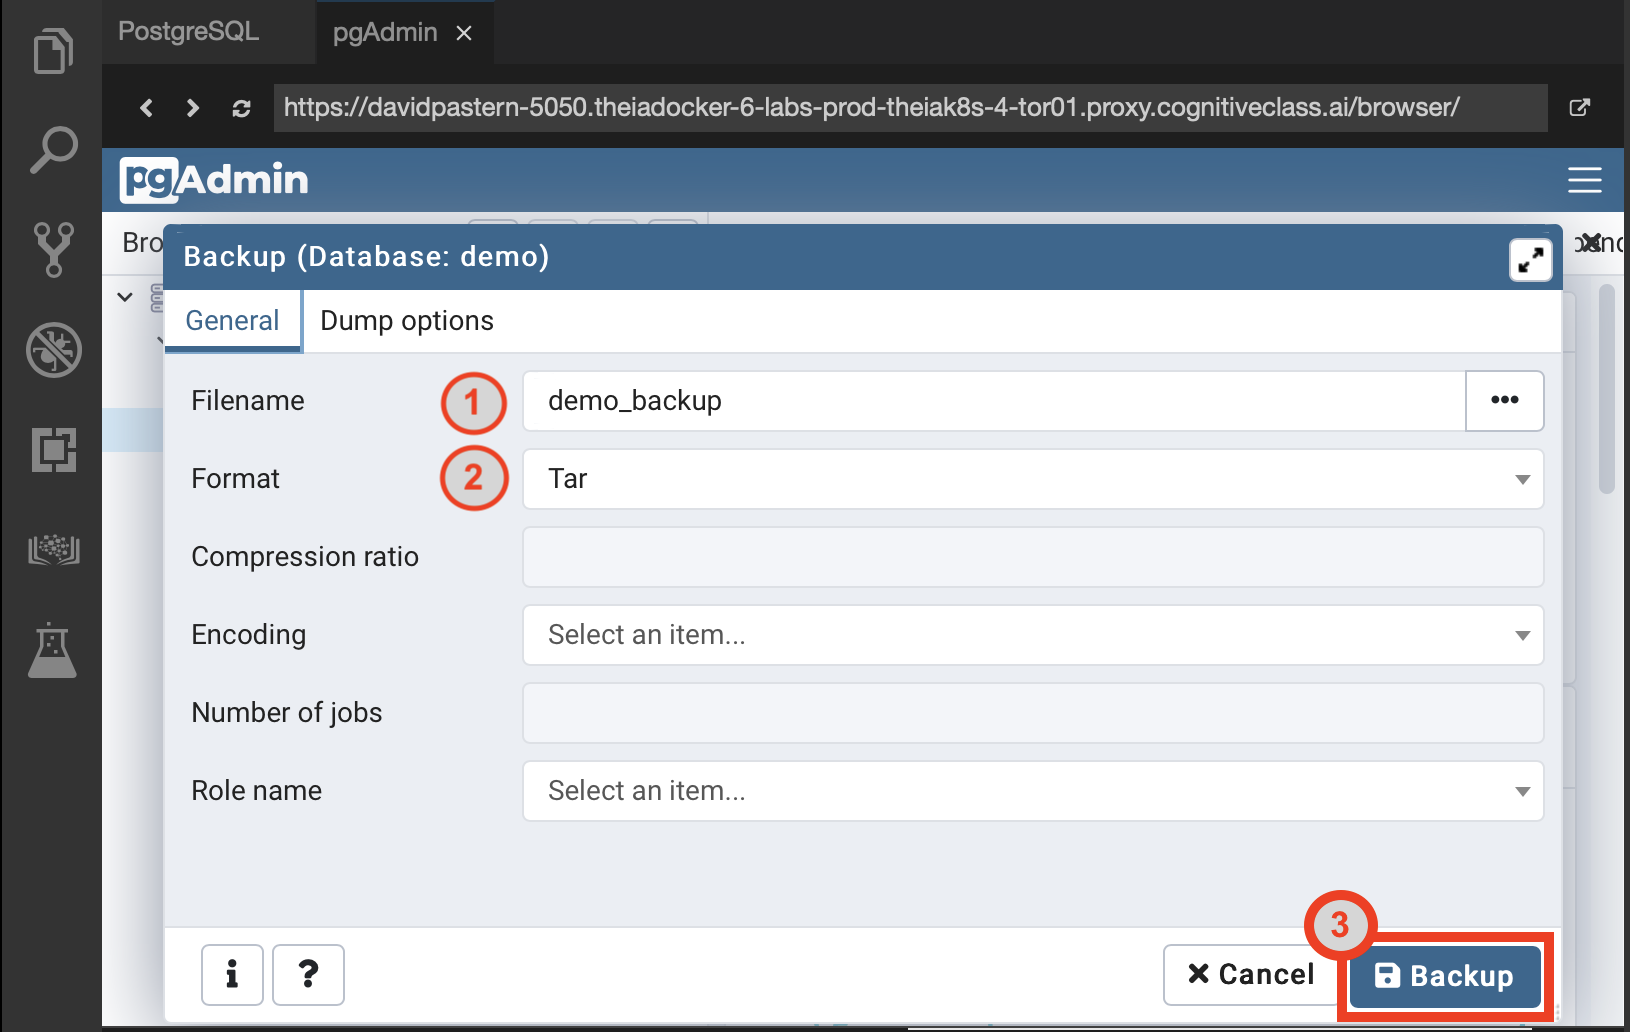 PostgreSQL
pgAdmin
https://davidpastern-5050.theiadocker-6-labs-prod-theiak8s-4-tor01.proxy.cognitiveclass.ai/browser/
pgAdmin
Bro
Backup (Database: demo)
General
Dump options
Filename
1
demo_backup
Format
2
Tar
Compression ratio
Encoding
Select an item...
Number of jobs
Role name
Select an item...
3
i
?
Cancel
Backup